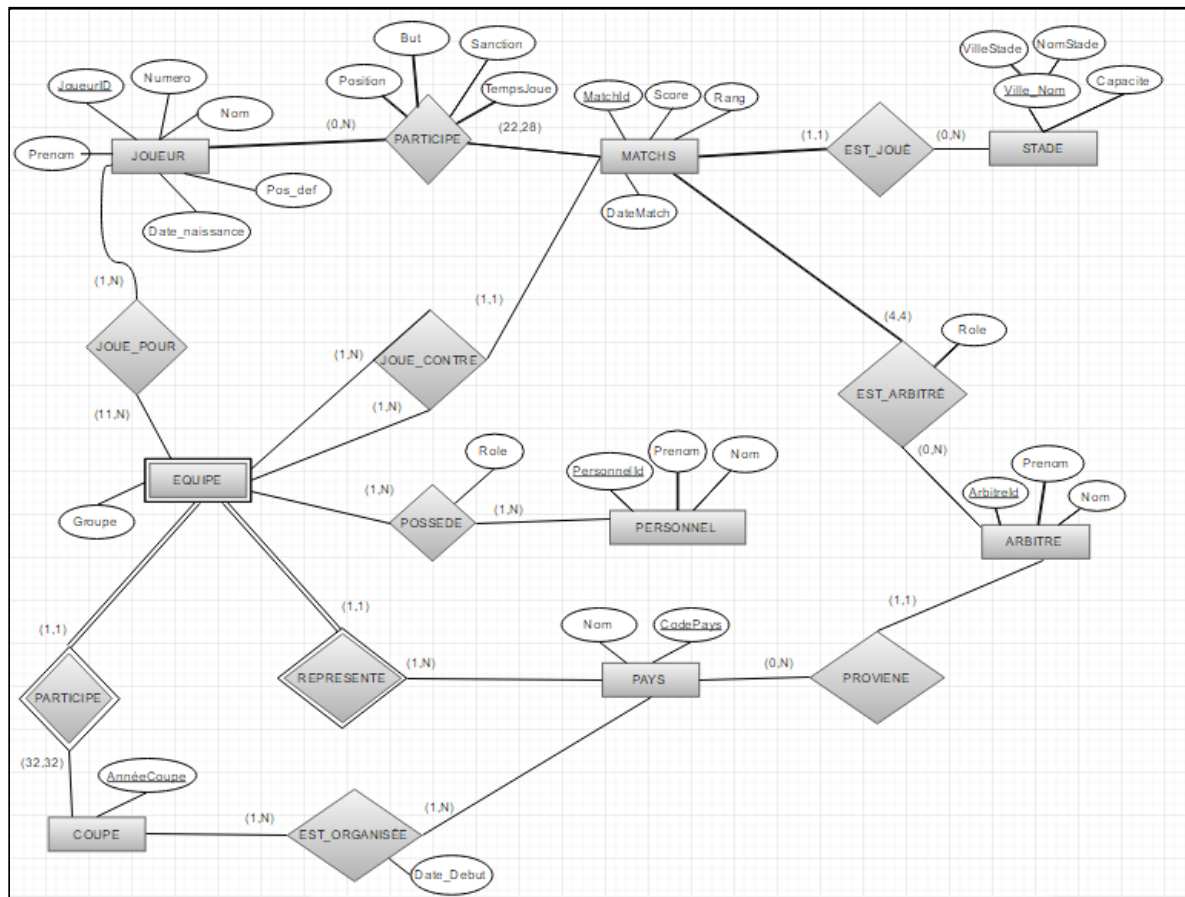 But
Sanction
VilleStade
NomStade
JoueurID
Numero
Position
TempsJoue
MatchId
Score
Rang
Ville_Nom
Capacite
Nom
(0,N)
PARTICIPE
(22,28)
(1,1)
EST_JOUÉ
(0,N)
STADE
Prenom
JOUEUR
MATCHS
Pos_def
DateMatch
Date_naissance
(1,N)
(1,1)
(4,4)
Role
JOUE_POUR
(1,N)
JOUE_CONTRE
EST_ARBITRÉ
(11,N)
(1,N)
(0,N)
Role
Prenom
Nom
Prenom
EQUIPE
PersonnelId
ArbitreId
Nom
(1,N)
Groupe
POSSEDE
(1,N)
PERSONNEL
ARBITRE
(1,1)
(1,1)
(1,1)
Nom
CodePays
PARTICIPE
REPRESENTE
(1,N)
PAYS
(0,N)
PROVIENE
(32,32)
AnnéeCoupe
COUPE
(1,N)
EST_ORGANISÉE
(1,N)
Date_Debut